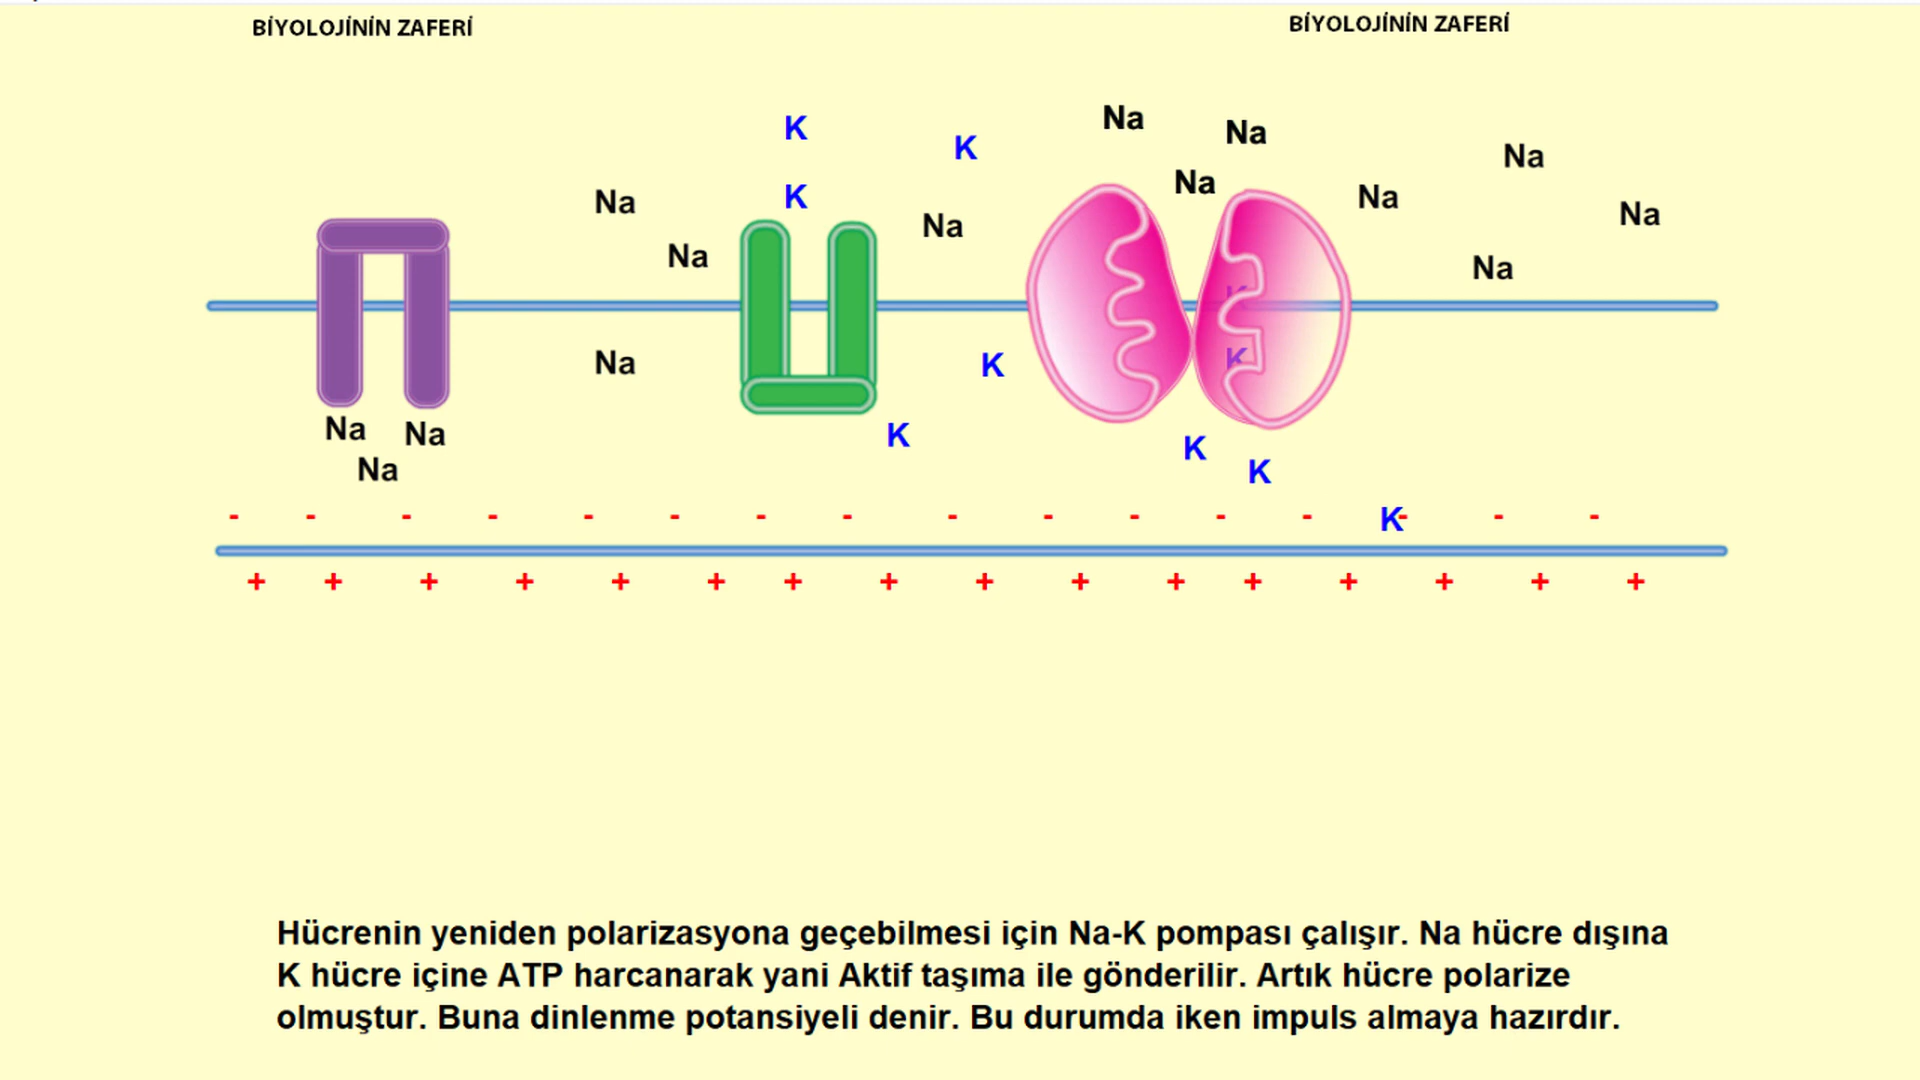 BİYOLOJİNİN ZAFERİ
BİYOLOJİNİN ZAFERİ
K
Na
Na
K
Na
K
Na
Na
Na
Na
Na
Na
Na
K
K
Na
K
K
Na
Na
K
K
Na
- - - - - - - - - - - - - K - - -
+ + + + + + + + + + + + + + + +
Hücrenin yeniden polarizasyona geçebilmesi için Na-K pompası çalışır. Na hücre dışına
K hücre içine ATP harcanarak yani Aktif taşıma ile gönderilir. Artık hücre polarize
olmuştur. Buna dinlenme potansiyeli denir. Bu durumda iken impuls almaya hazırdır.